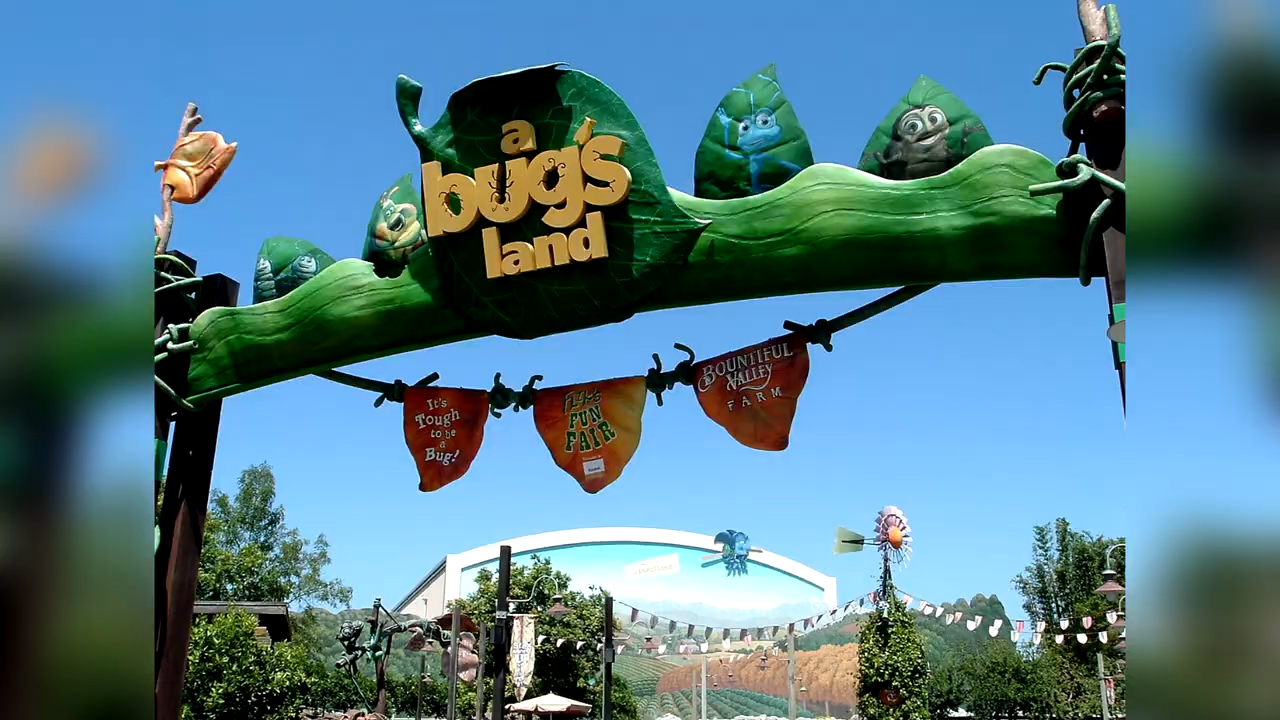 a
bug's
land
It's
Tough
to be
a
Bug!
Flik's
FUN
FAIR
BOUNTIFUL
VALLEY
FARM